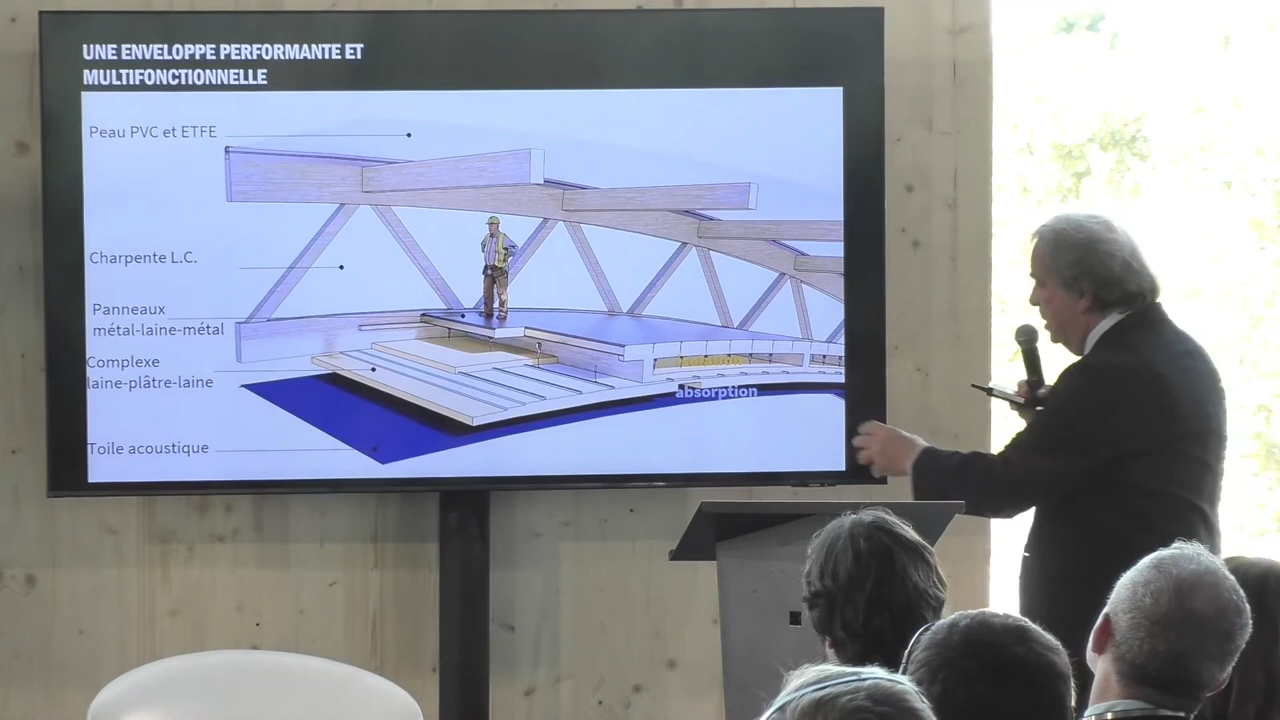 UNE ENVELOPPE PERFORMANTE ET
MULTIFONCTIONNELLE
Peau PVC et ETFE
Charpente L.C.
Panneaux
métal-laine-métal
Complexe
laine-plâtre-laine
absorption
Toile acoustique